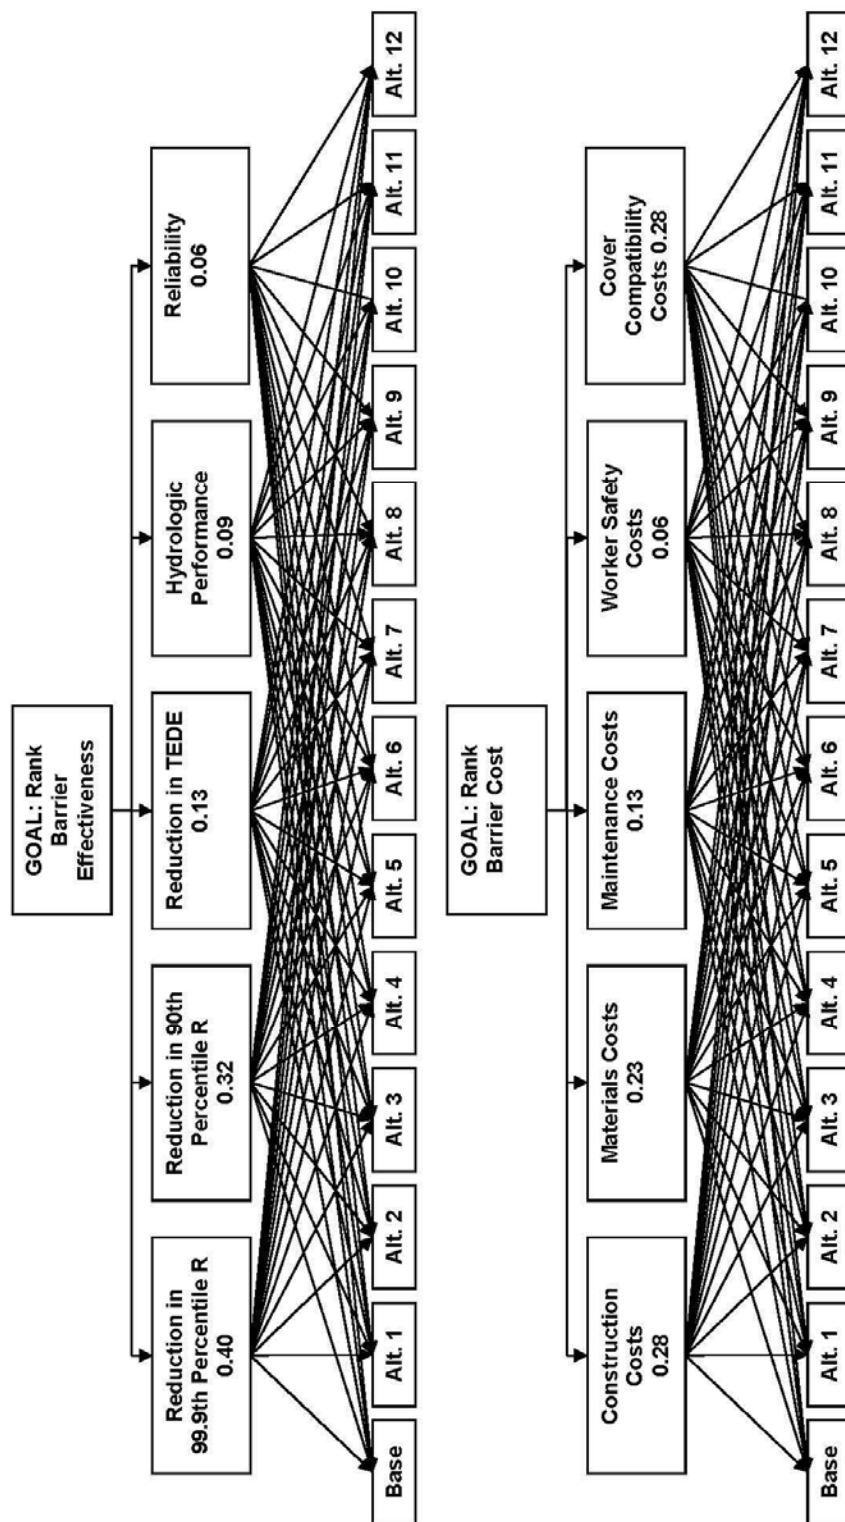 GOAL: Rank
Barrier
Effectiveness
Reduction in
99.9th Percentile R
0.40
Reduction in 90th
Percentile R
0.32
Reduction in TEDE
0.13
Hydrologic
Performance
0.09
Reliability
0.06
Base
Alt. 1
Alt. 2
Alt. 3
Alt. 4
Alt. 5
Alt. 6
Alt. 7
Alt. 8
Alt. 9
Alt. 10
Alt. 11
Alt. 12
GOAL: Rank
Barrier Cost
Construction
Costs
0.28
Materials Costs
0.23
Maintenance Costs
0.13
Worker Safety
Costs
0.06
Cover
Compatibility
Costs 0.28
Base
Alt. 1
Alt. 2
Alt. 3
Alt. 4
Alt. 5
Alt. 6
Alt. 7
Alt. 8
Alt. 9
Alt. 10
Alt. 11
Alt. 12